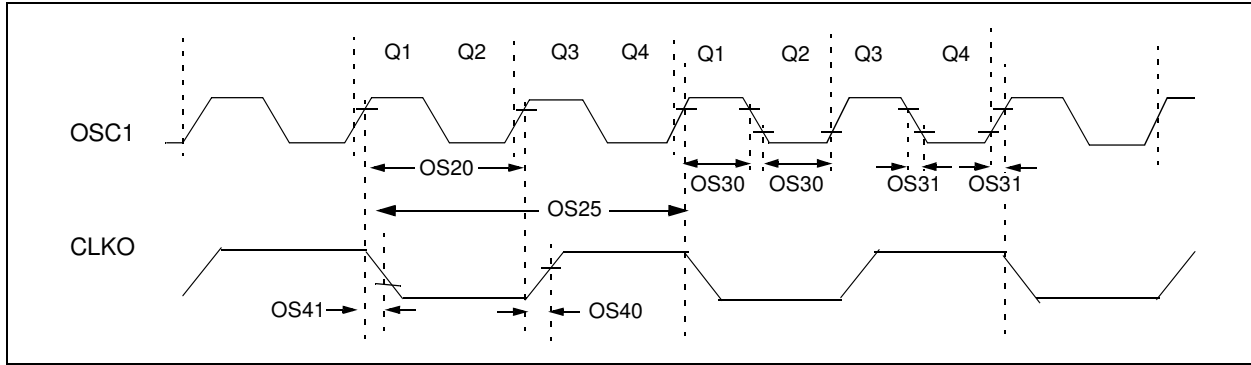 Q1 Q2 Q3 Q4 Q1 Q2 Q3 Q4
OSC1
OS20 OS30 OS30 OS31 OS31
OS25
CLKO
OS41 OS40